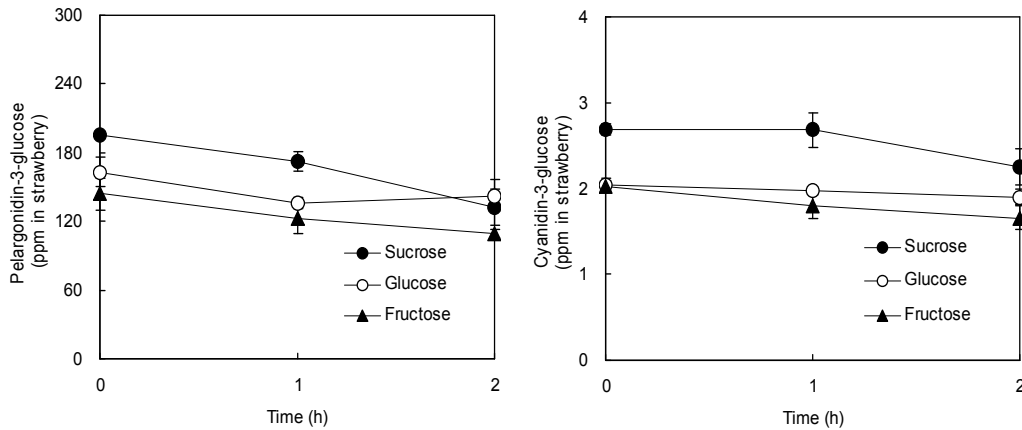 Pelargonidin-3-glucose
(ppm in strawberry)
300
240
180
120
60
0
Sucrose
Glucose
Fructose
0 1 2
Time (h)
Cyanidin-3-glucose
(ppm in strawberry)
4
3
2
1
0
Sucrose
Glucose
Fructose
0 1 2
Time (h)